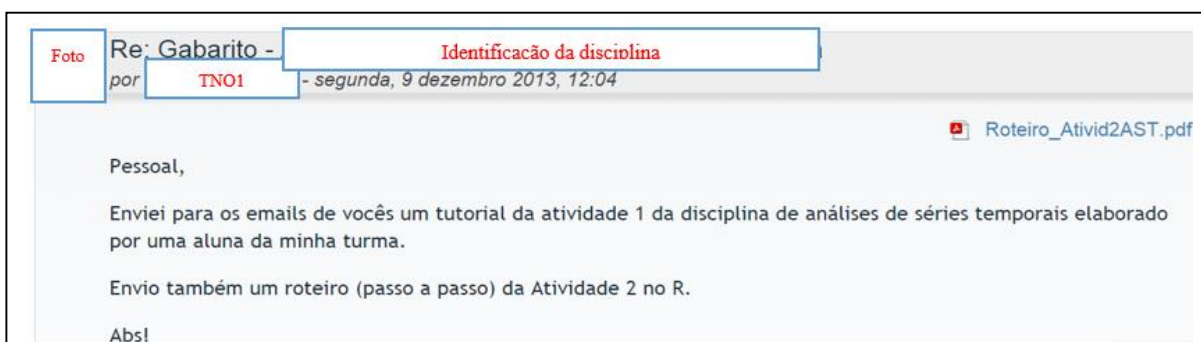 Foto
Re: Gabarito -
Identificação da disciplina
por TNO1 - segunda, 9 dezembro 2013, 12:04
Roteiro_Ativid2AST.pdf
Pessoal,
Enviei para os emails de vocês um tutorial da atividade 1 da disciplina de análises de séries temporais elaborado
por uma aluna da minha turma.
Envio também um roteiro (passo a passo) da Atividade 2 no R.
Abs!